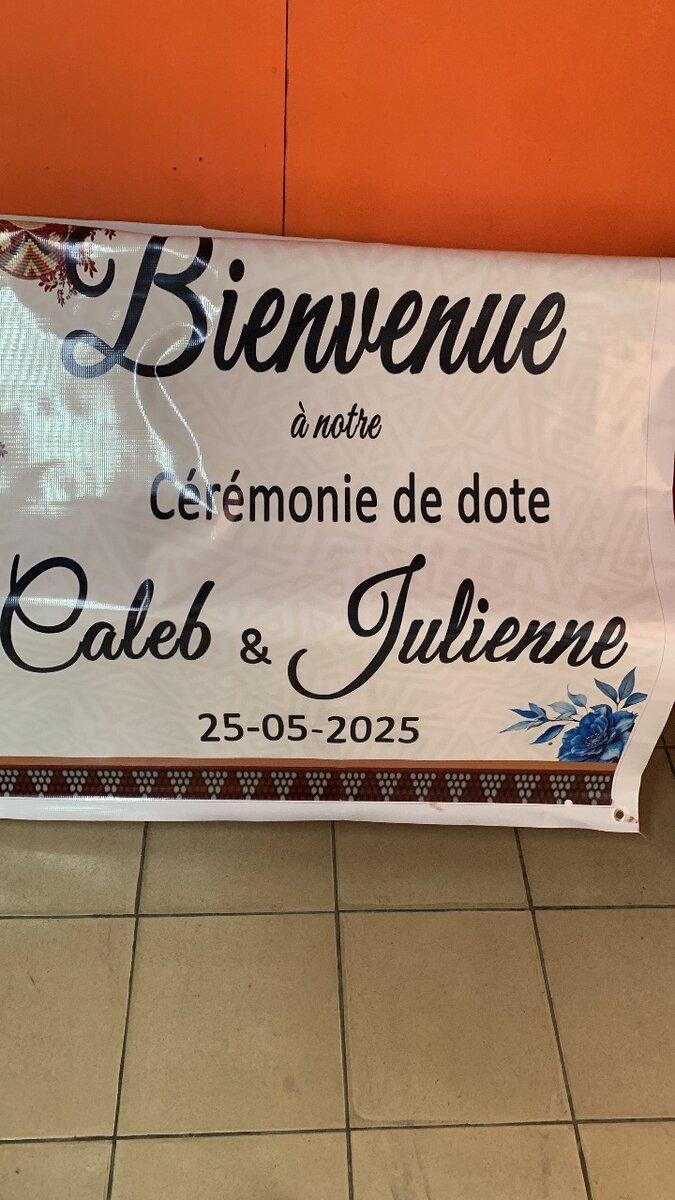 Bienvenue
à notre
Cérémonie de dote
Caleb & Julienne
25-05-2025